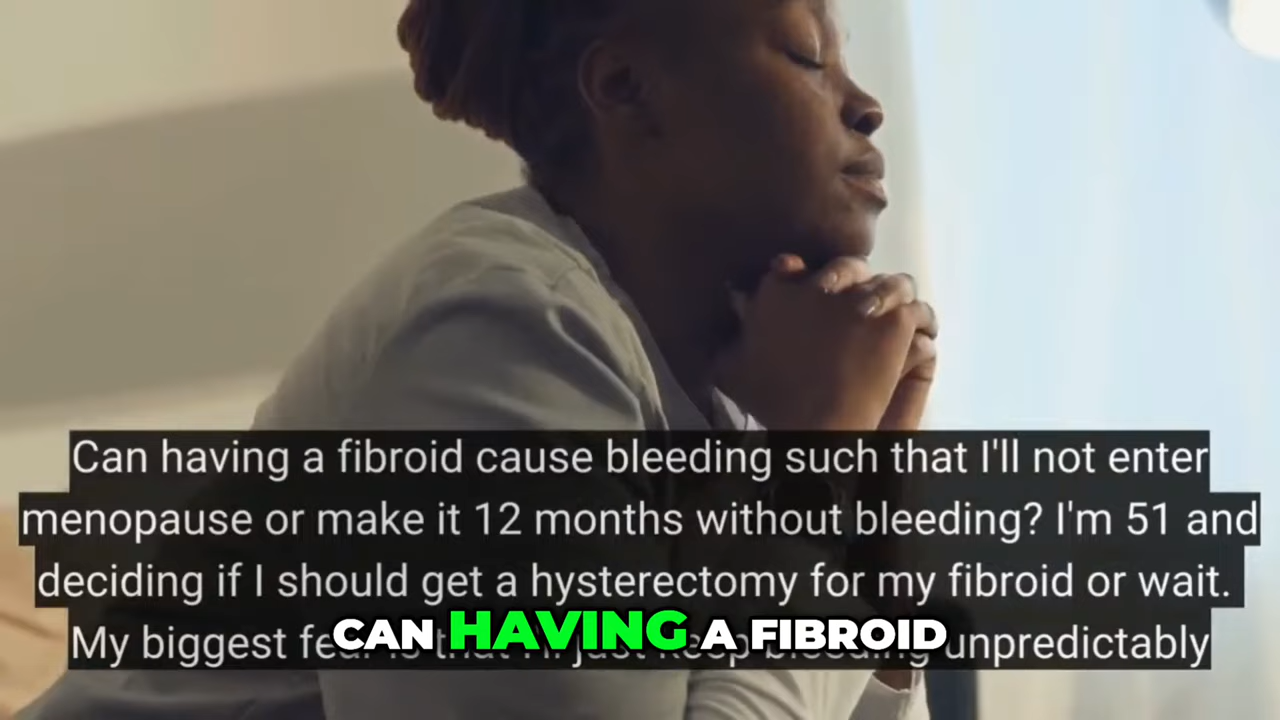 Can having a fibroid cause bleeding such that I'll not enter
menopause or make it 12 months without bleeding? I'm 51 and
deciding if I should get a hysterectomy for my fibroid or wait.
My biggest bleeding unpredictably
CAN HAVING A FIBROID